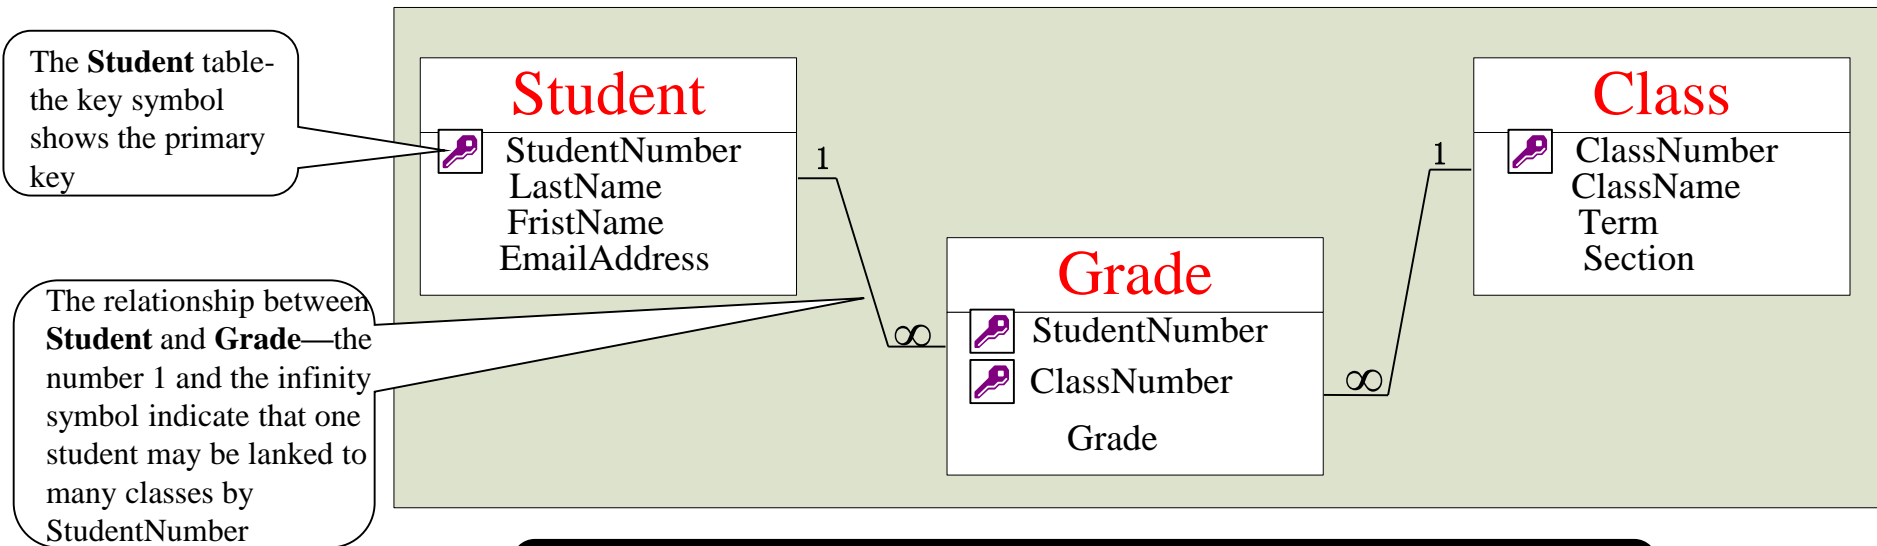 The Student table-
the key symbol
shows the primary
key
The relationship between
Student and Grade—the
number 1 and the infinity
symbol indicate that one
student may be lanked to
many classes by
StudentNumber
Student
StudentNumber
LastName
FristName
EmailAddress
1
∞
Grade
StudentNumber
ClassNumber
Grade
∞
1
Class
ClassNumber
ClassName
Term
Section